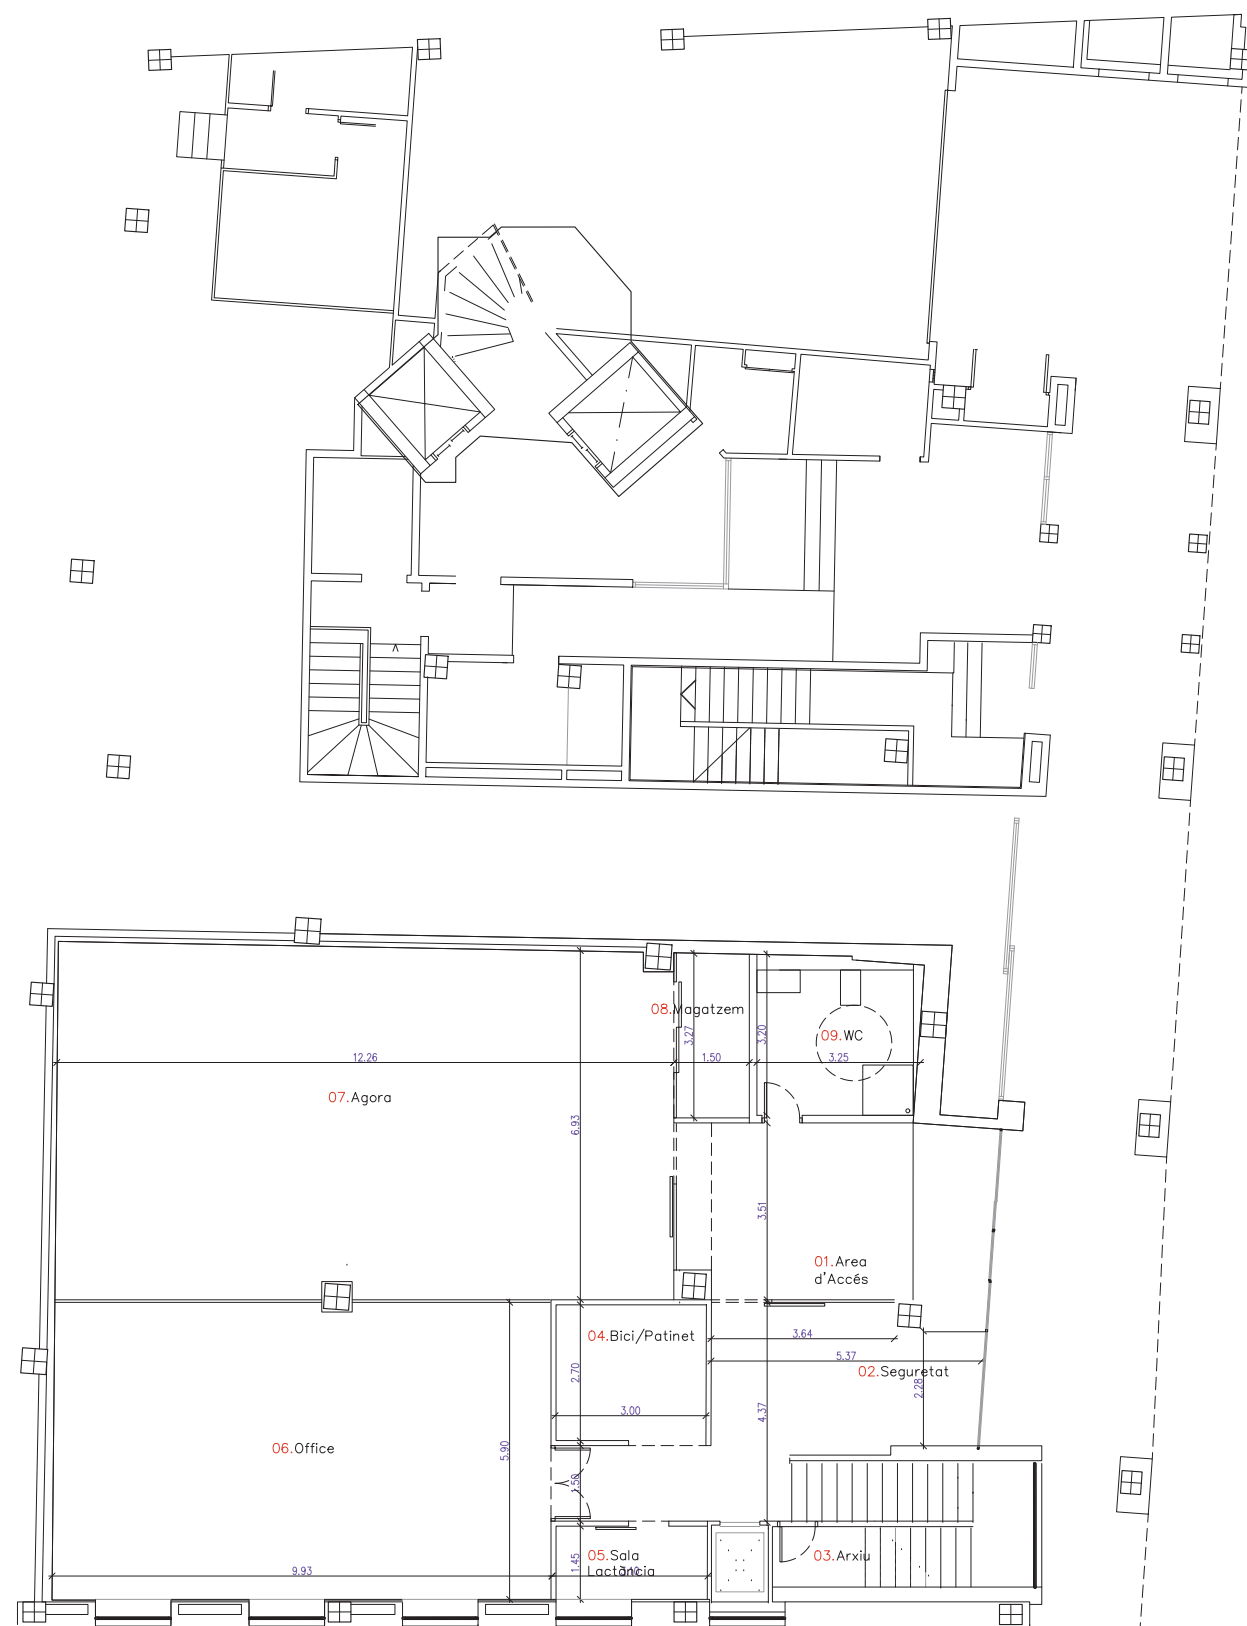 08.Magatzem
3.27
3.20
09.WC
12.26
1.50
3.25
07.Agora
6.93
3.51
01.Area
d'Accés
04.Bici/Patinet
3.64
5.37
02.Seguretat
2.70
2.28
3.00
4.37
06.Office
5.90
1.50
05.Sala
Lactància
03.Arxiu
1.45
9.93
3.10